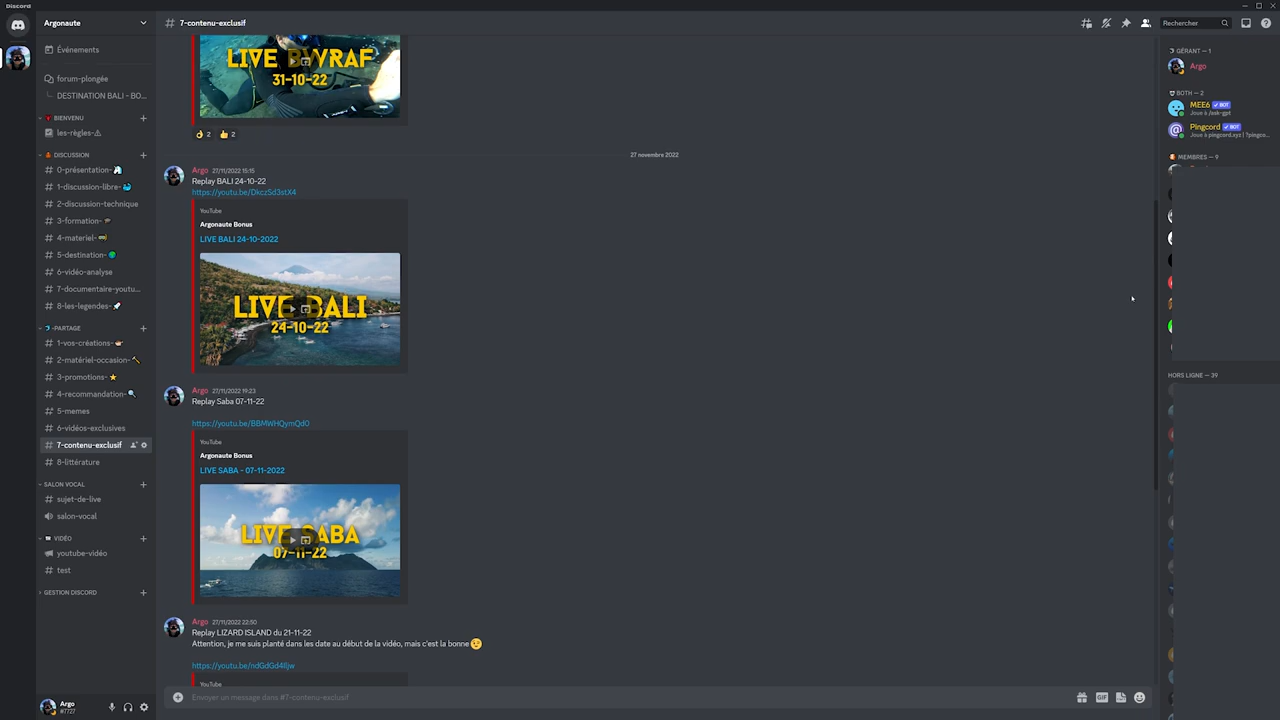 Discord
Argonaute
Événements
forum-plongée
DESTINATION BALI - BO...
BIENVENU
les-règles-⚠
DISCUSSION
0-présentation-
1-discussion-libre-
2-discussion-technique
3-formation-
4-materiel-
5-destination-
6-vidéo-analyse
7-documentaire-youtu...
8-les-legendes-
-PARTAGE
1-vos-créations-
2-matériel-occasion-
3-promotions-
4-recommandation-
5-memes
6-vidéos-exclusives
7-contenu-exclusif
8-littérature
SALON VOCAL
sujet-de-live
salon-vocal
VIDÉO
youtube-vidéo
test
GESTION DISCORD
Argo
#7727
7-contenu-exclusif
Rechercher
31-10-22
2 2
27 novembre 2022
Argo 27/11/2022 15:15
Replay BALI 24-10-22
https://youtu.be/DkczSd3stX4
YouTube
Argonaute Bonus
LIVE BALI 24-10-2022
LIVE BALI
24-10-22
Argo 27/11/2022 19:23
Replay Saba 07-11-22
https://youtu.be/BBMWHQymQd0
YouTube
Argonaute Bonus
LIVE SABA - 07-11-2022
LIVE SABA
07-11-22
Argo 27/11/2022 22:50
Replay LIZARD ISLAND du 21-11-22
Attention, je me suis planté dans les date au début de la vidéo, mais c'est la bonne 😉
YouTube
Envoyer un message dans #7-contenu-exclusif
GIF
GÉRANT — 1
Argo
BOTH — 2
MEE6 BOT
Joue à /ask-gpt
Pingcord BOT
Joue à pingcord.xyz | ?pingco...
MEMBRES — 9
HORS LIGNE — 39